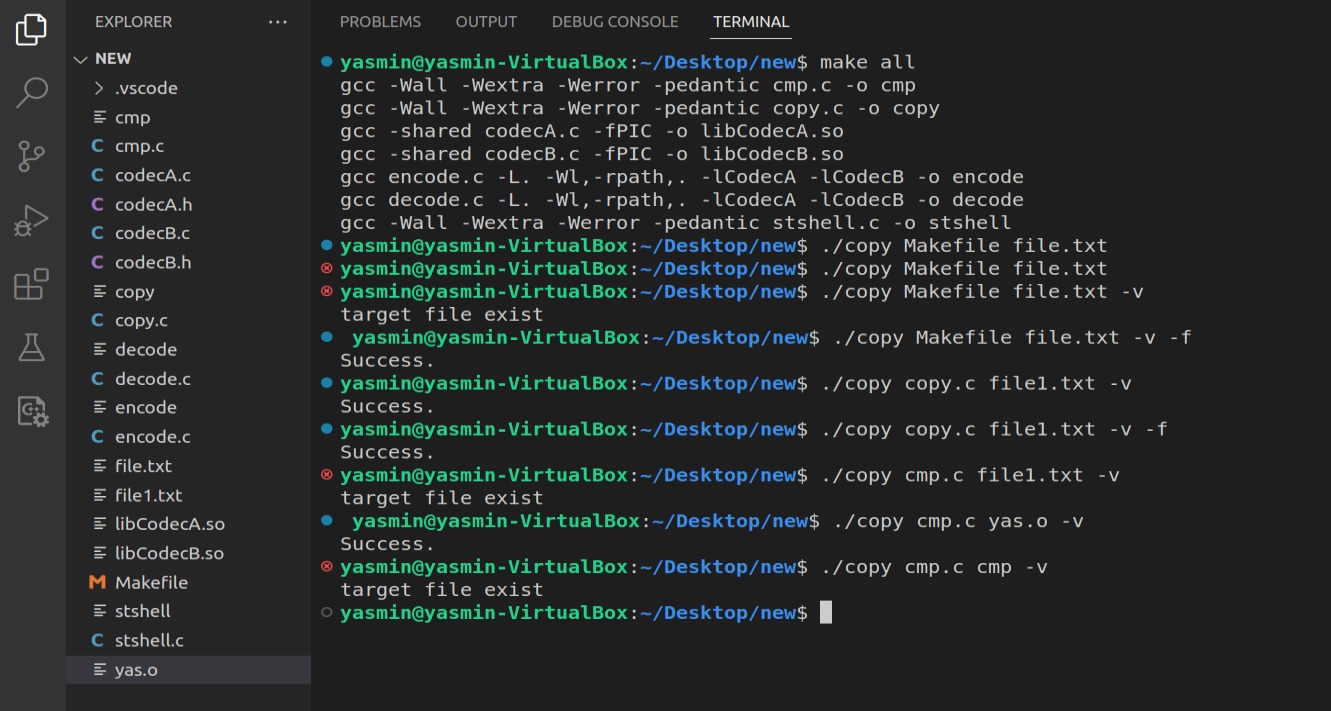 EXPLORER ...
NEW
.vscode
cmp
cmp.c
codecA.c
codecA.h
codecB.c
codecB.h
copy
copy.c
decode
decode.c
encode
encode.c
file.txt
file1.txt
libCodecA.so
libCodecB.so
Makefile
stshell
stshell.c
yas.o
PROBLEMS OUTPUT DEBUG CONSOLE TERMINAL
yasmin@yasmin-VirtualBox:~/Desktop/new$ make all
gcc -Wall -Wextra -Werror -pedantic cmp.c -o cmp
gcc -Wall -Wextra -Werror -pedantic copy.c -o copy
gcc -shared codecA.c -fPIC -o libCodecA.so
gcc -shared codecB.c -fPIC -o libCodecB.so
gcc encode.c -L. -Wl,-rpath,. -lCodecA -lCodecB -o encode
gcc decode.c -L. -Wl,-rpath,. -lCodecA -lCodecB -o decode
gcc -Wall -Wextra -Werror -pedantic stshell.c -o stshell
yasmin@yasmin-VirtualBox:~/Desktop/new$ ./copy Makefile file.txt
yasmin@yasmin-VirtualBox:~/Desktop/new$ ./copy Makefile file.txt
yasmin@yasmin-VirtualBox:~/Desktop/new$ ./copy Makefile file.txt -v
target file exist
yasmin@yasmin-VirtualBox:~/Desktop/new$ ./copy Makefile file.txt -v -f
Success.
yasmin@yasmin-VirtualBox:~/Desktop/new$ ./copy copy.c file1.txt -v
Success.
yasmin@yasmin-VirtualBox:~/Desktop/new$ ./copy copy.c file1.txt -v -f
Success.
yasmin@yasmin-VirtualBox:~/Desktop/new$ ./copy cmp.c file1.txt -v
target file exist
yasmin@yasmin-VirtualBox:~/Desktop/new$ ./copy cmp.c yas.o -v
Success.
yasmin@yasmin-VirtualBox:~/Desktop/new$ ./copy cmp.c cmp -v
target file exist
yasmin@yasmin-VirtualBox:~/Desktop/new$